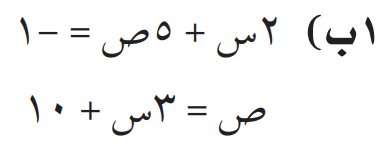 ١ب) ٢س + ٥ص = −١
ص = ٣س + ١٠